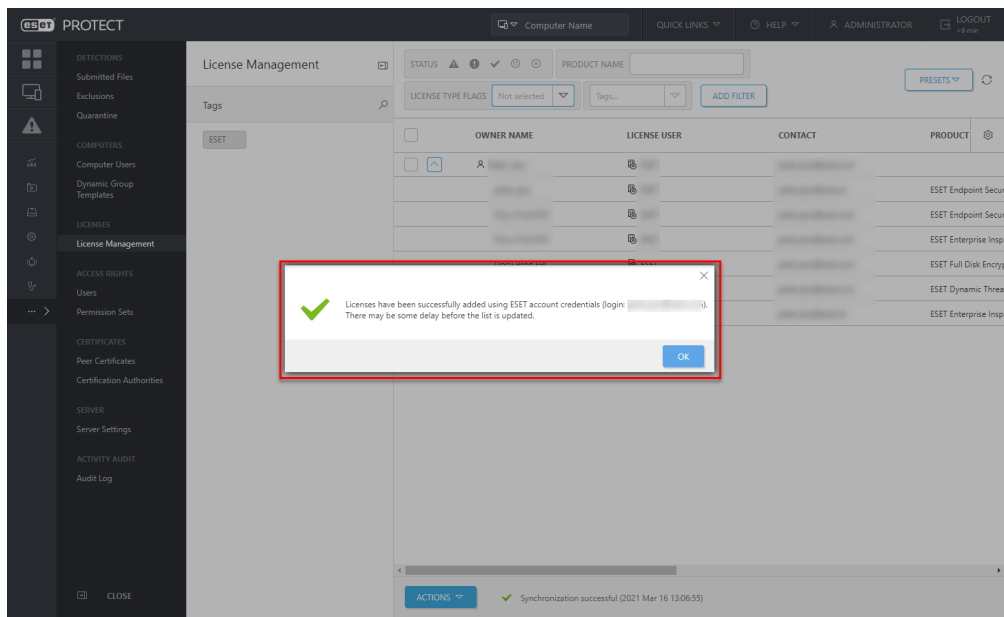 eset PROTECT
Computer Name
QUICK LINKS
HELP
ADMINISTRATOR
LOGOUT
>9 min
DETECTIONS
Submitted Files
Exclusions
Quarantine
COMPUTERS
Computer Users
Dynamic Group
Templates
LICENSES
License Management
ACCESS RIGHTS
Users
Permission Sets
CERTIFICATES
Peer Certificates
Certification Authorities
SERVER
Server Settings
ACTIVITY AUDIT
Audit Log
CLOSE
License Management
Tags
ESET
STATUS
PRODUCT NAME
PRESETS
LICENSE TYPE FLAGS
Not selected
Tags...
ADD FILTER
OWNER NAME LICENSE USER CONTACT PRODUCT
ESET Endpoint Secur
ESET Endpoint Secur
ESET Enterprise Insp
ESET ESET Full Disk Encryp
ESET Dynamic Threa
ESET Enterprise Insp
Licenses have been successfully added using ESET account credentials (login: ).
There may be some delay before the list is updated.
OK
ACTIONS
Synchronization successful (2021 Mar 16 13:06:55)